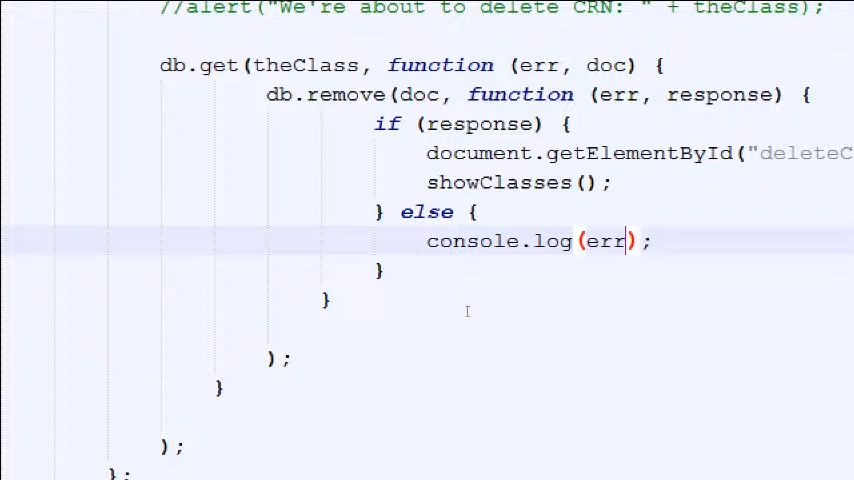 //alert("We're about to delete CRN: " + theClass);
db.get(theClass, function (err, doc) {
db.remove(doc, function (err, response) {
if (response) {
document.getElementById("deleteC
showClasses();
} else {
console.log(err);
}
}
);
}
);
};